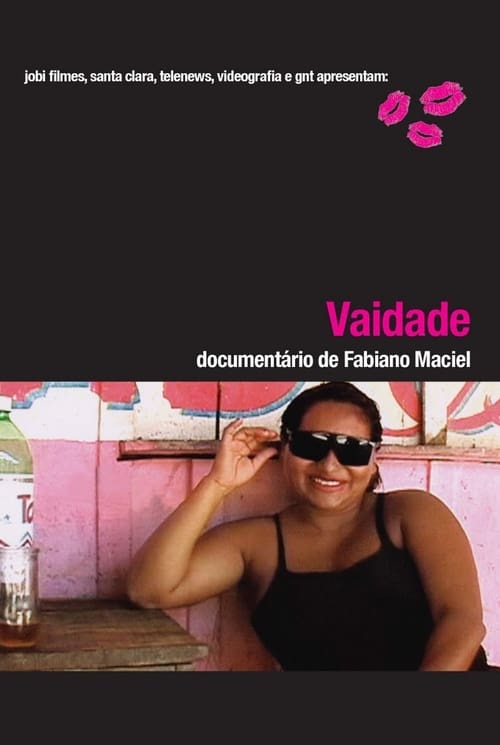 jobi filmes, santa clara, telenews, videografia e gnt apresentam:
Vaidade
documentário de Fabiano Maciel